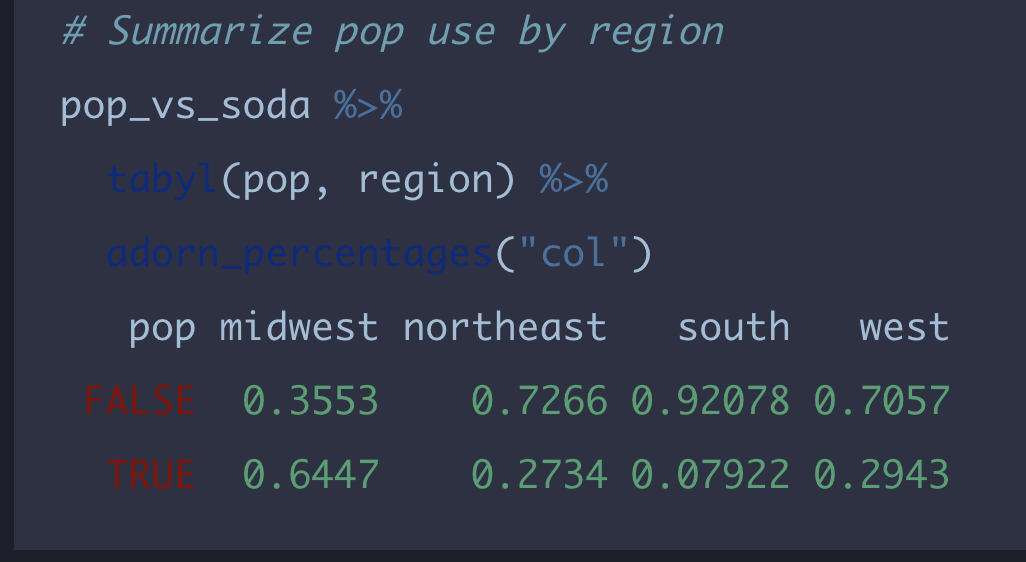 # Summarize pop use by region
pop_vs_soda %>%
  tabyl(pop, region) %>%
  adorn_percentages("col")
   pop midwest northeast   south   west
 FALSE  0.3553    0.7266 0.92078 0.7057
  TRUE  0.6447    0.2734 0.07922 0.2943